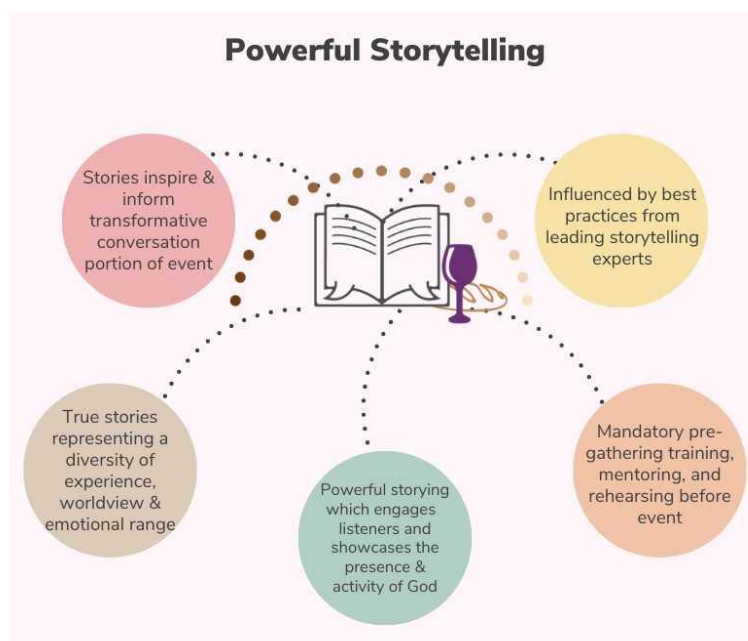 Powerful Storytelling
Stories inspire &
inform
transformative
conversation
portion of event
Influenced by best
practices from
leading storytelling
experts
True stories
representing a
diversity of
experience,
worldview &
emotional range
Powerful storying
which engages
listeners and
showcases the
presence &
activity of God
Mandatory pre-
gathering training,
mentoring, and
rehearsing before
event